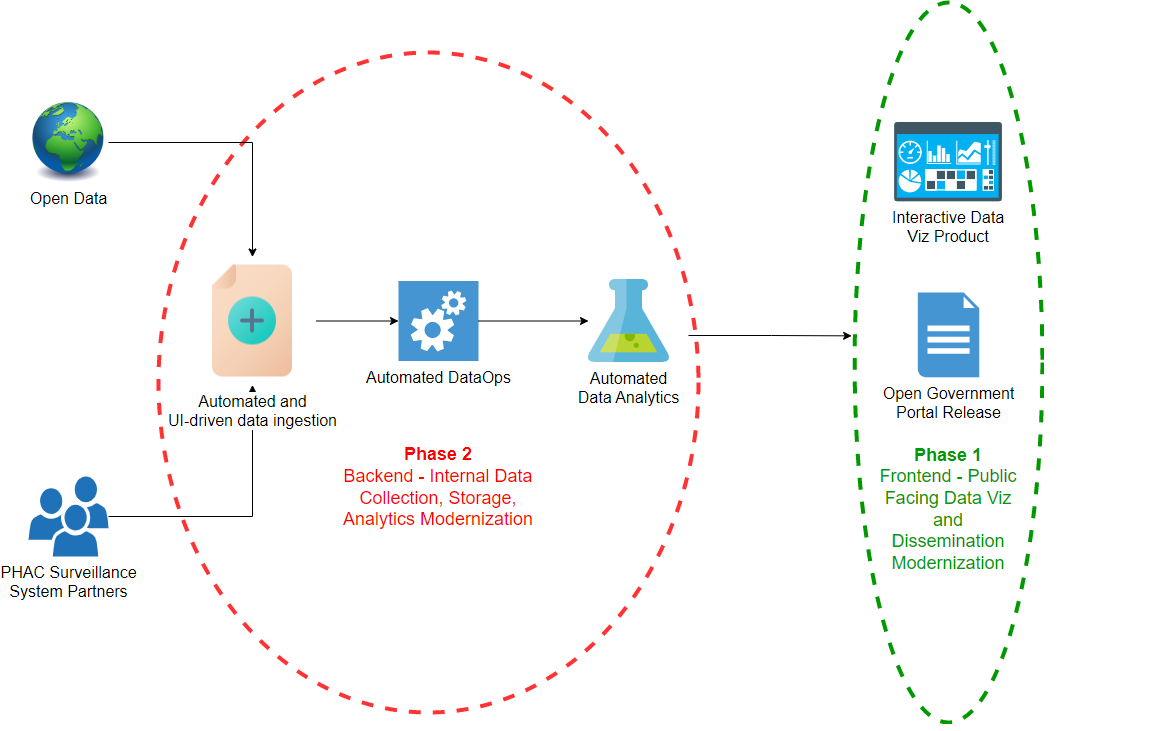 Open Data
PHAC Surveillance
System Partners
Automated and
UI-driven data ingestion
Automated DataOps
Automated
Data Analytics
Phase 2
Backend - Internal Data
Collection, Storage,
Analytics Modernization
Interactive Data
Viz Product
Open Government
Portal Release
Phase 1
Frontend - Public
Facing Data Viz
and
Dissemination
Modernization